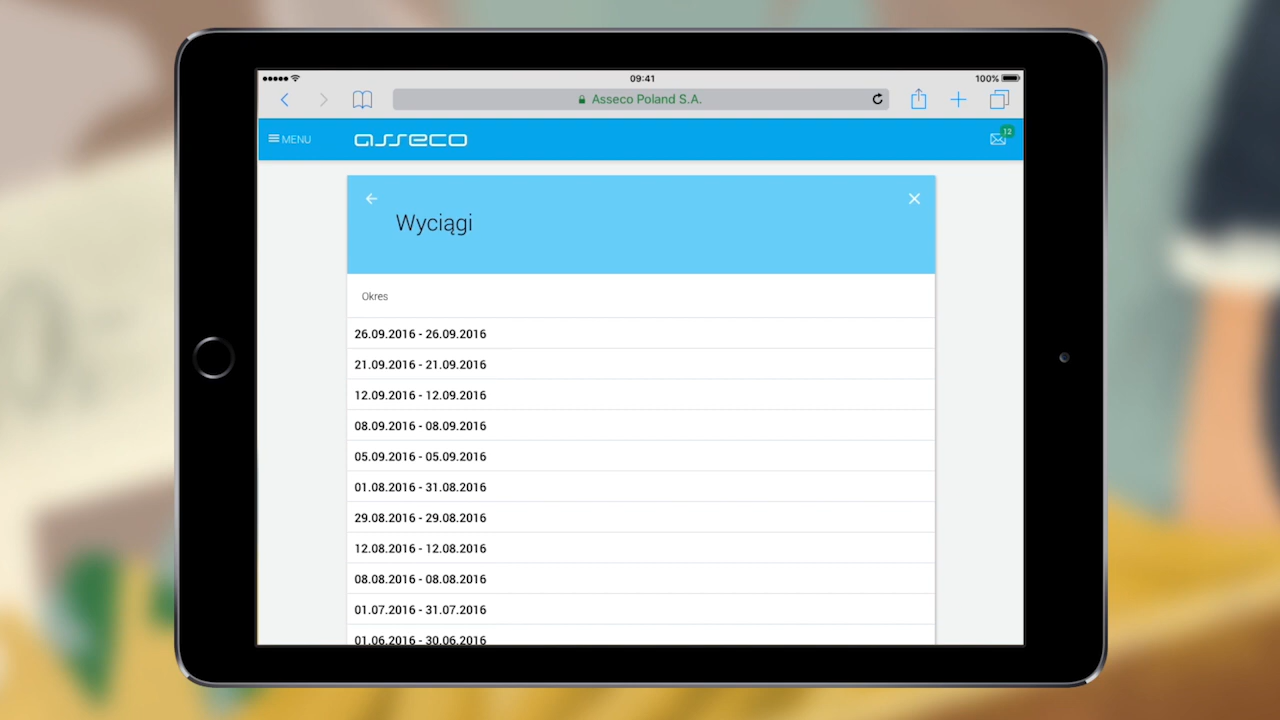 09:41
100%
Asseco Poland S.A.
MENU
asseco
12
Wyciągi
Okres
26.09.2016 - 26.09.2016
21.09.2016 - 21.09.2016
12.09.2016 - 12.09.2016
08.09.2016 - 08.09.2016
05.09.2016 - 05.09.2016
01.08.2016 - 31.08.2016
29.08.2016 - 29.08.2016
12.08.2016 - 12.08.2016
08.08.2016 - 08.08.2016
01.07.2016 - 31.07.2016
01.06.2016 - 30.06.2016